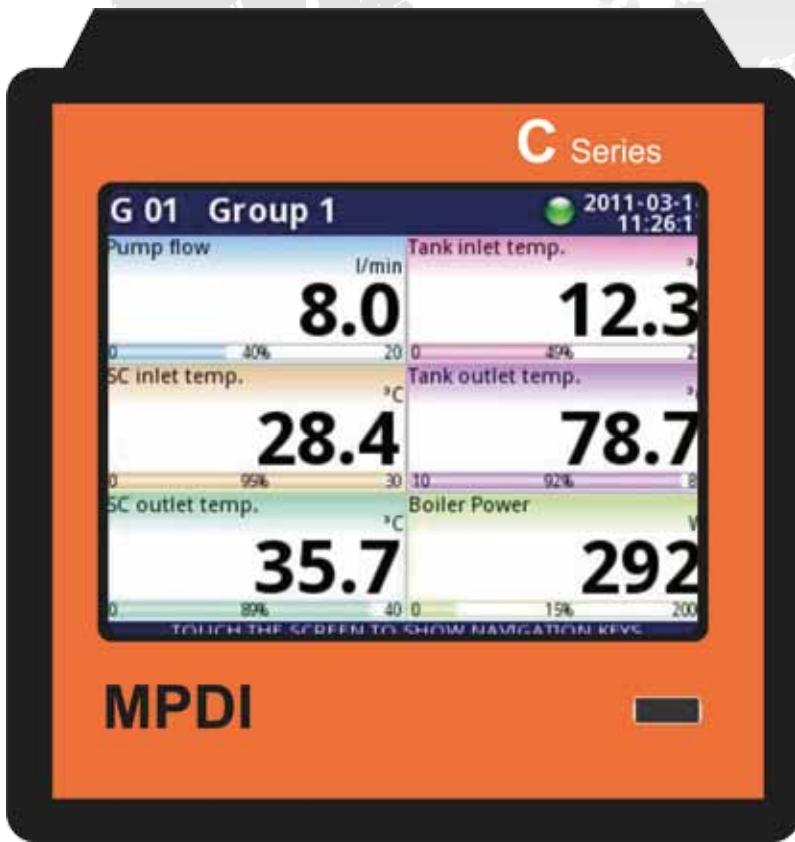 C Series
G 01 Group 1
2011-03-1
11:26:1
Pump flow
l/min
8.0
0 40% 20
Tank inlet temp.
12.3
0 49% 2
SC inlet temp.
°C
28.4
0 95% 30
Tank outlet temp.
78.7
10 92% 8
SC outlet temp.
°C
35.7
0 89% 40
Boiler Power
292
0 15% 200
TOUCH THE SCREEN TO SHOW NAVIGATION KEYS
MPDI